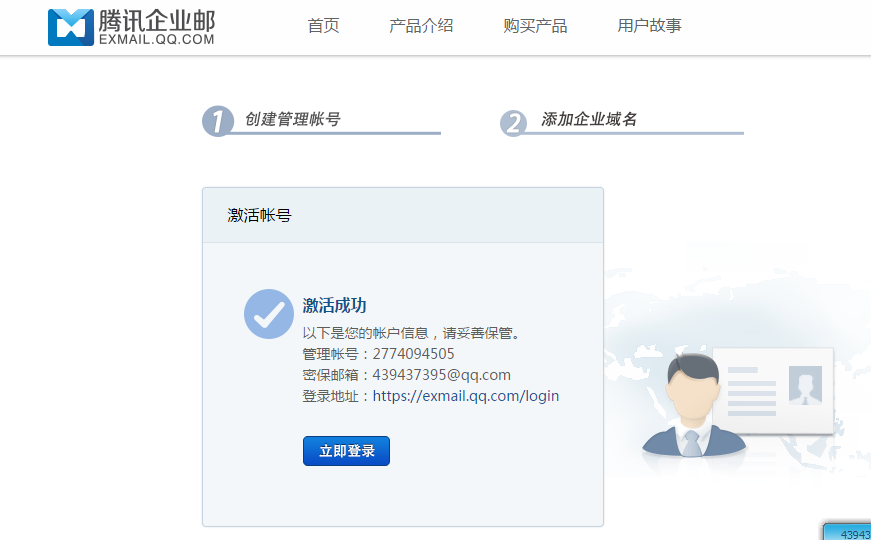 腾讯企业邮
EXMAIL.QQ.COM
首页 产品介绍 购买产品 用户故事
1 创建管理帐号
2 添加企业域名
激活帐号
激活成功
以下是您的帐户信息，请妥善保管。
管理帐号：2774094505
密保邮箱：439437395@qq.com
登录地址：https://exmail.qq.com/login
立即登录
43943